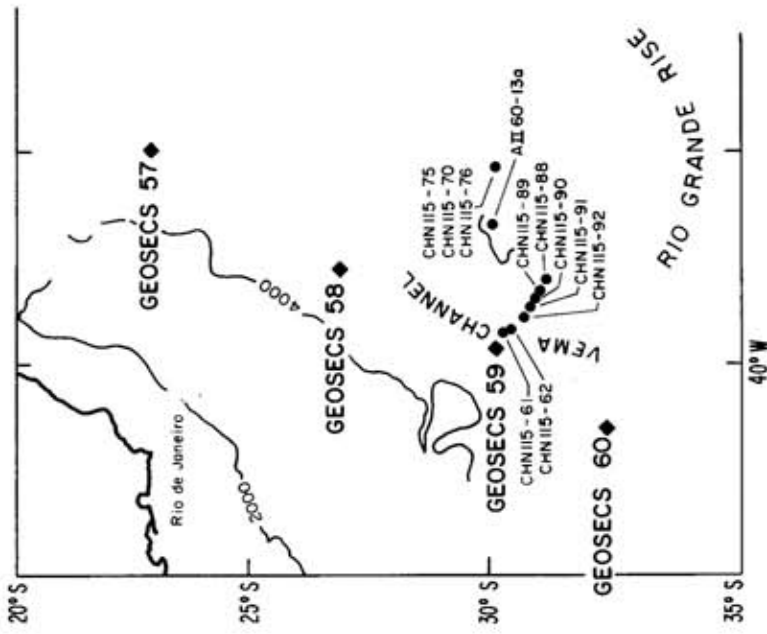 20°S
25°S
30°S
35°S
40°W
Rio de Janeiro
2000
4000
GEOSECS 57
GEOSECS 58
GEOSECS 59
GEOSECS 60
VEMA CHANNEL
RIO GRANDE RISE
CHN115-75
CHN115-70
CHN115-76
AII 60-13a
CHN115-89
CHN115-88
CHN115-90
CHN115-91
CHN115-92
CHN115-61
CHN115-62